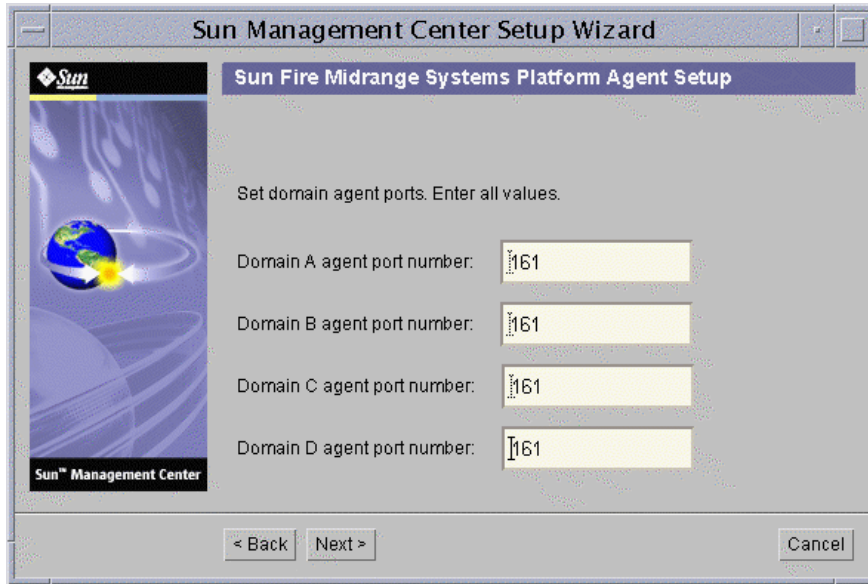 Sun Management Center Setup Wizard
Sun
Sun Fire Midrange Systems Platform Agent Setup
Set domain agent ports. Enter all values.
Domain A agent port number: 161
Domain B agent port number: 161
Domain C agent port number: 161
Domain D agent port number: 161
Sun™ Management Center
< Back Next > Cancel